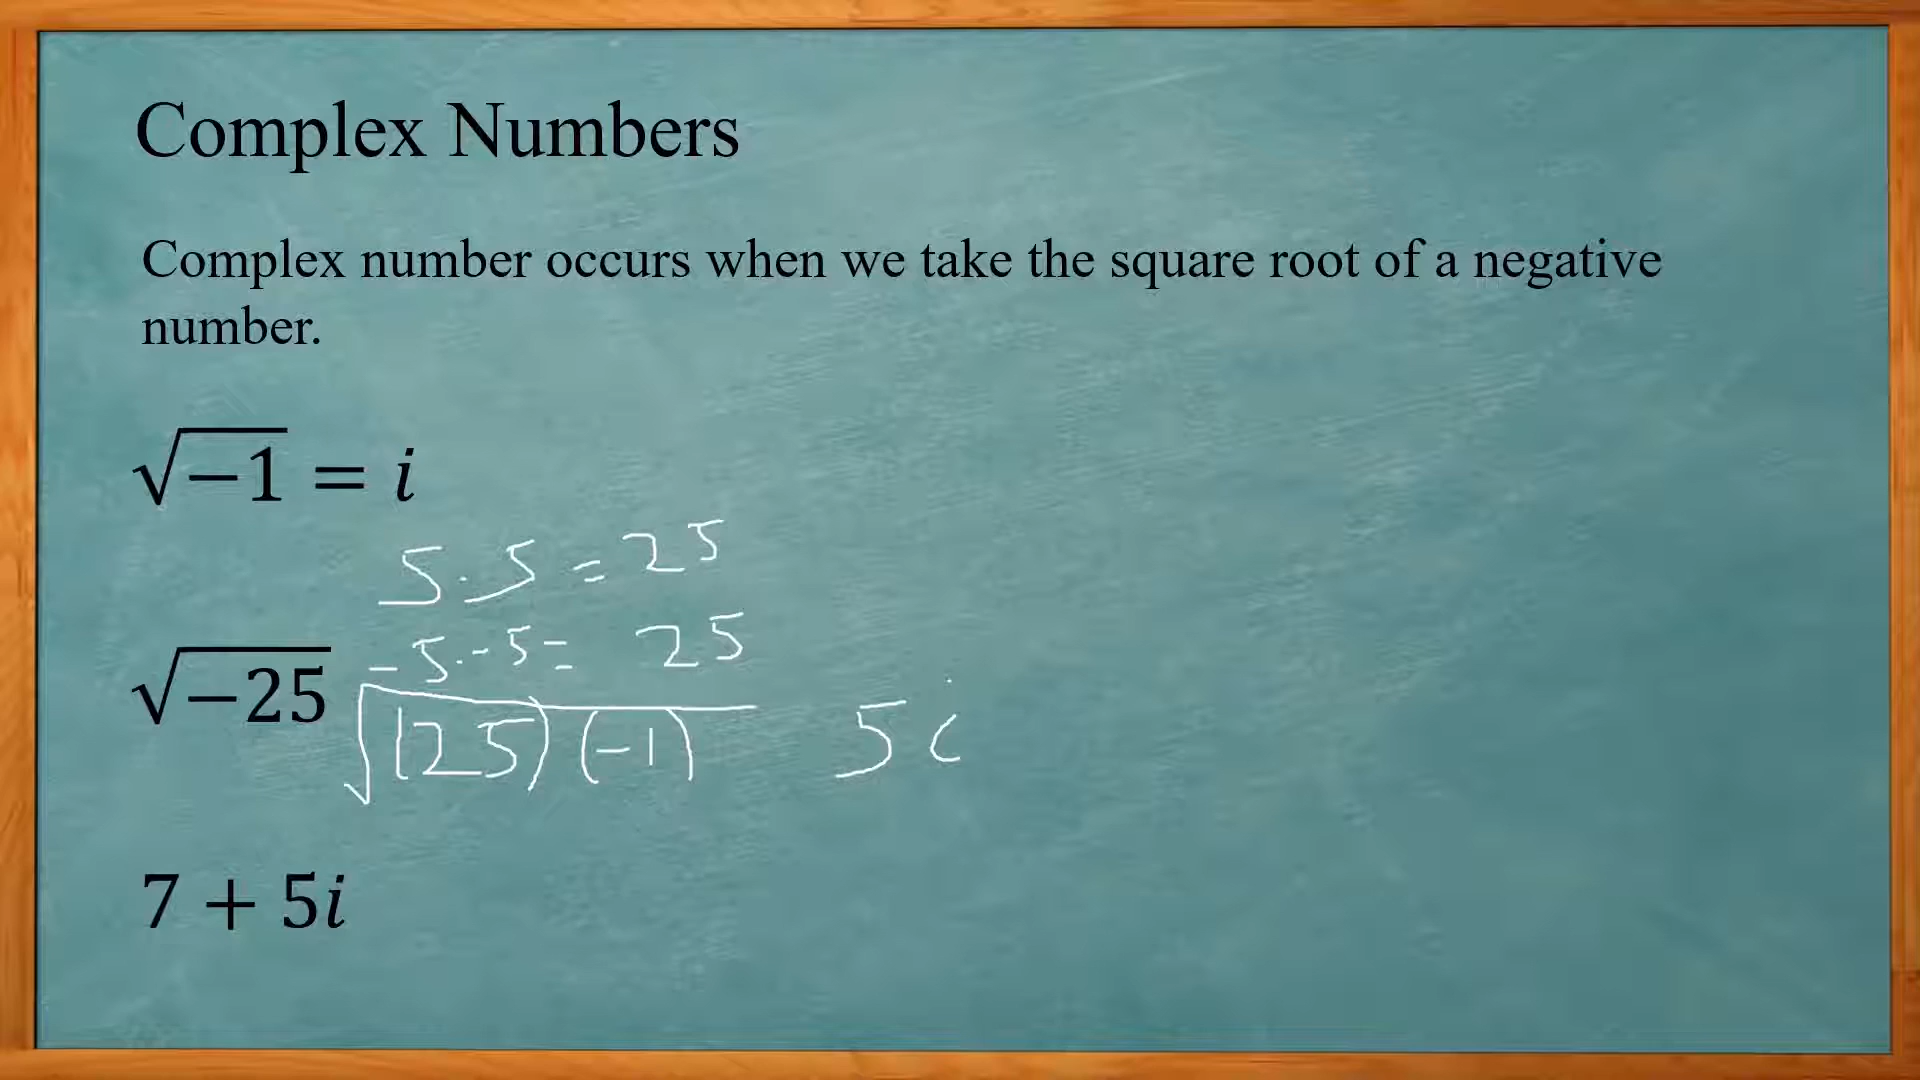 Complex Numbers
Complex number occurs when we take the square root of a negative
number.
√−1 = i
5·5 = 25
−5·−5 = 25
√−25
√(25)(−1) 5i
7 + 5i